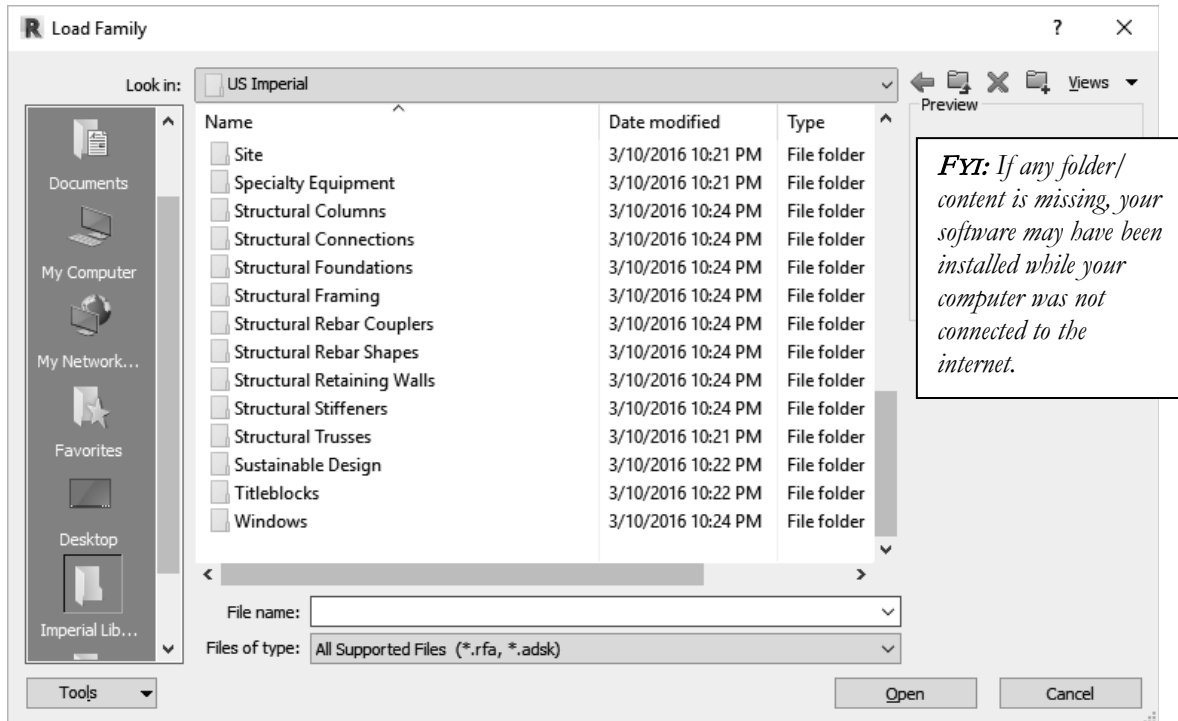 Load Family
?
Look in:
US Imperial
Views
Preview
Name Date modified Type
Site 3/10/2016 10:21 PM File folder
Specialty Equipment 3/10/2016 10:21 PM File folder
Structural Columns 3/10/2016 10:24 PM File folder
Structural Connections 3/10/2016 10:24 PM File folder
Structural Foundations 3/10/2016 10:24 PM File folder
Structural Framing 3/10/2016 10:24 PM File folder
Structural Rebar Couplers 3/10/2016 10:24 PM File folder
Structural Rebar Shapes 3/10/2016 10:24 PM File folder
Structural Retaining Walls 3/10/2016 10:24 PM File folder
Structural Stiffeners 3/10/2016 10:24 PM File folder
Structural Trusses 3/10/2016 10:21 PM File folder
Sustainable Design 3/10/2016 10:22 PM File folder
Titleblocks 3/10/2016 10:22 PM File folder
Windows 3/10/2016 10:24 PM File folder
Documents
My Computer
My Network...
Favorites
Desktop
Imperial Lib...
FYI: If any folder/
content is missing, your
software may have been
installed while your
computer was not
connected to the
internet.
File name:
Files of type: All Supported Files (*.rfa, *.adsk)
Tools
Open
Cancel